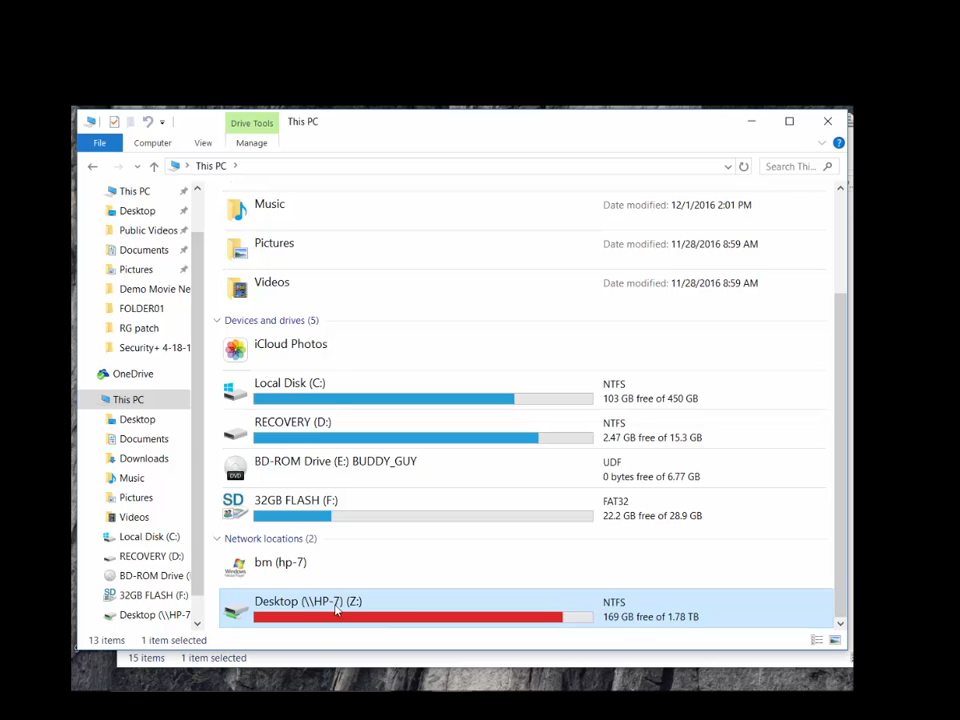 Drive Tools
This PC
File
Computer
View
Manage
This PC
Search Thi...
This PC
Desktop
Public Videos
Documents
Pictures
Demo Movie Ne
FOLDER01
RG patch
Security+ 4-18-1
OneDrive
This PC
Desktop
Documents
Downloads
Music
Pictures
Videos
Local Disk (C:)
RECOVERY (D:)
BD-ROM Drive (
32GB FLASH (F:)
Desktop (\\HP-7
Music
Date modified: 12/1/2016 2:01 PM
Pictures
Date modified: 11/28/2016 8:59 AM
Videos
Date modified: 11/28/2016 8:59 AM
Devices and drives (5)
iCloud Photos
Local Disk (C:)
NTFS
103 GB free of 450 GB
RECOVERY (D:)
NTFS
2.47 GB free of 15.3 GB
DVD
BD-ROM Drive (E:) BUDDY_GUY
UDF
0 bytes free of 6.77 GB
SD
32GB FLASH (F:)
FAT32
22.2 GB free of 28.9 GB
Network locations (2)
bm (hp-7)
Desktop (\\HP-7) (Z:)
NTFS
169 GB free of 1.78 TB
13 items
1 item selected
15 items
1 item selected